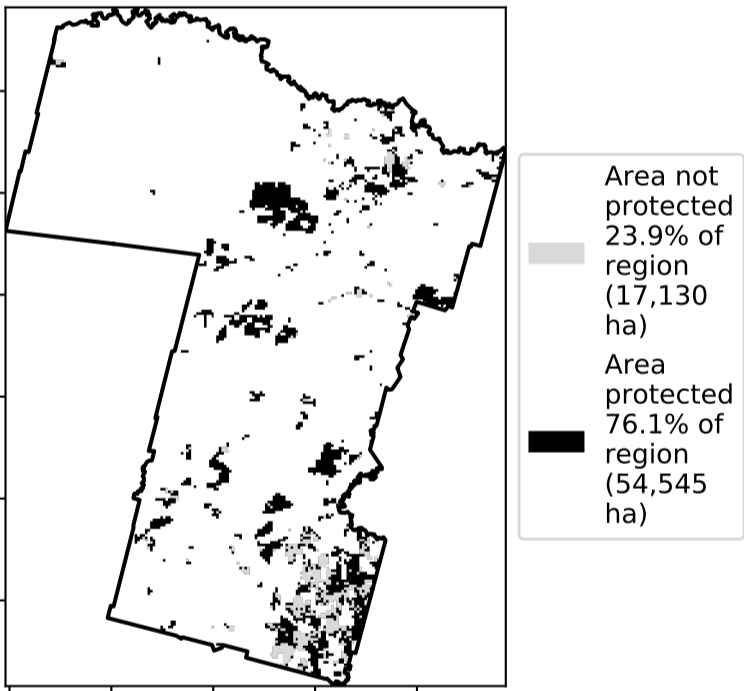 Area not
protected
23.9% of
region
(17,130
ha)
Area
protected
76.1% of
region
(54,545
ha)